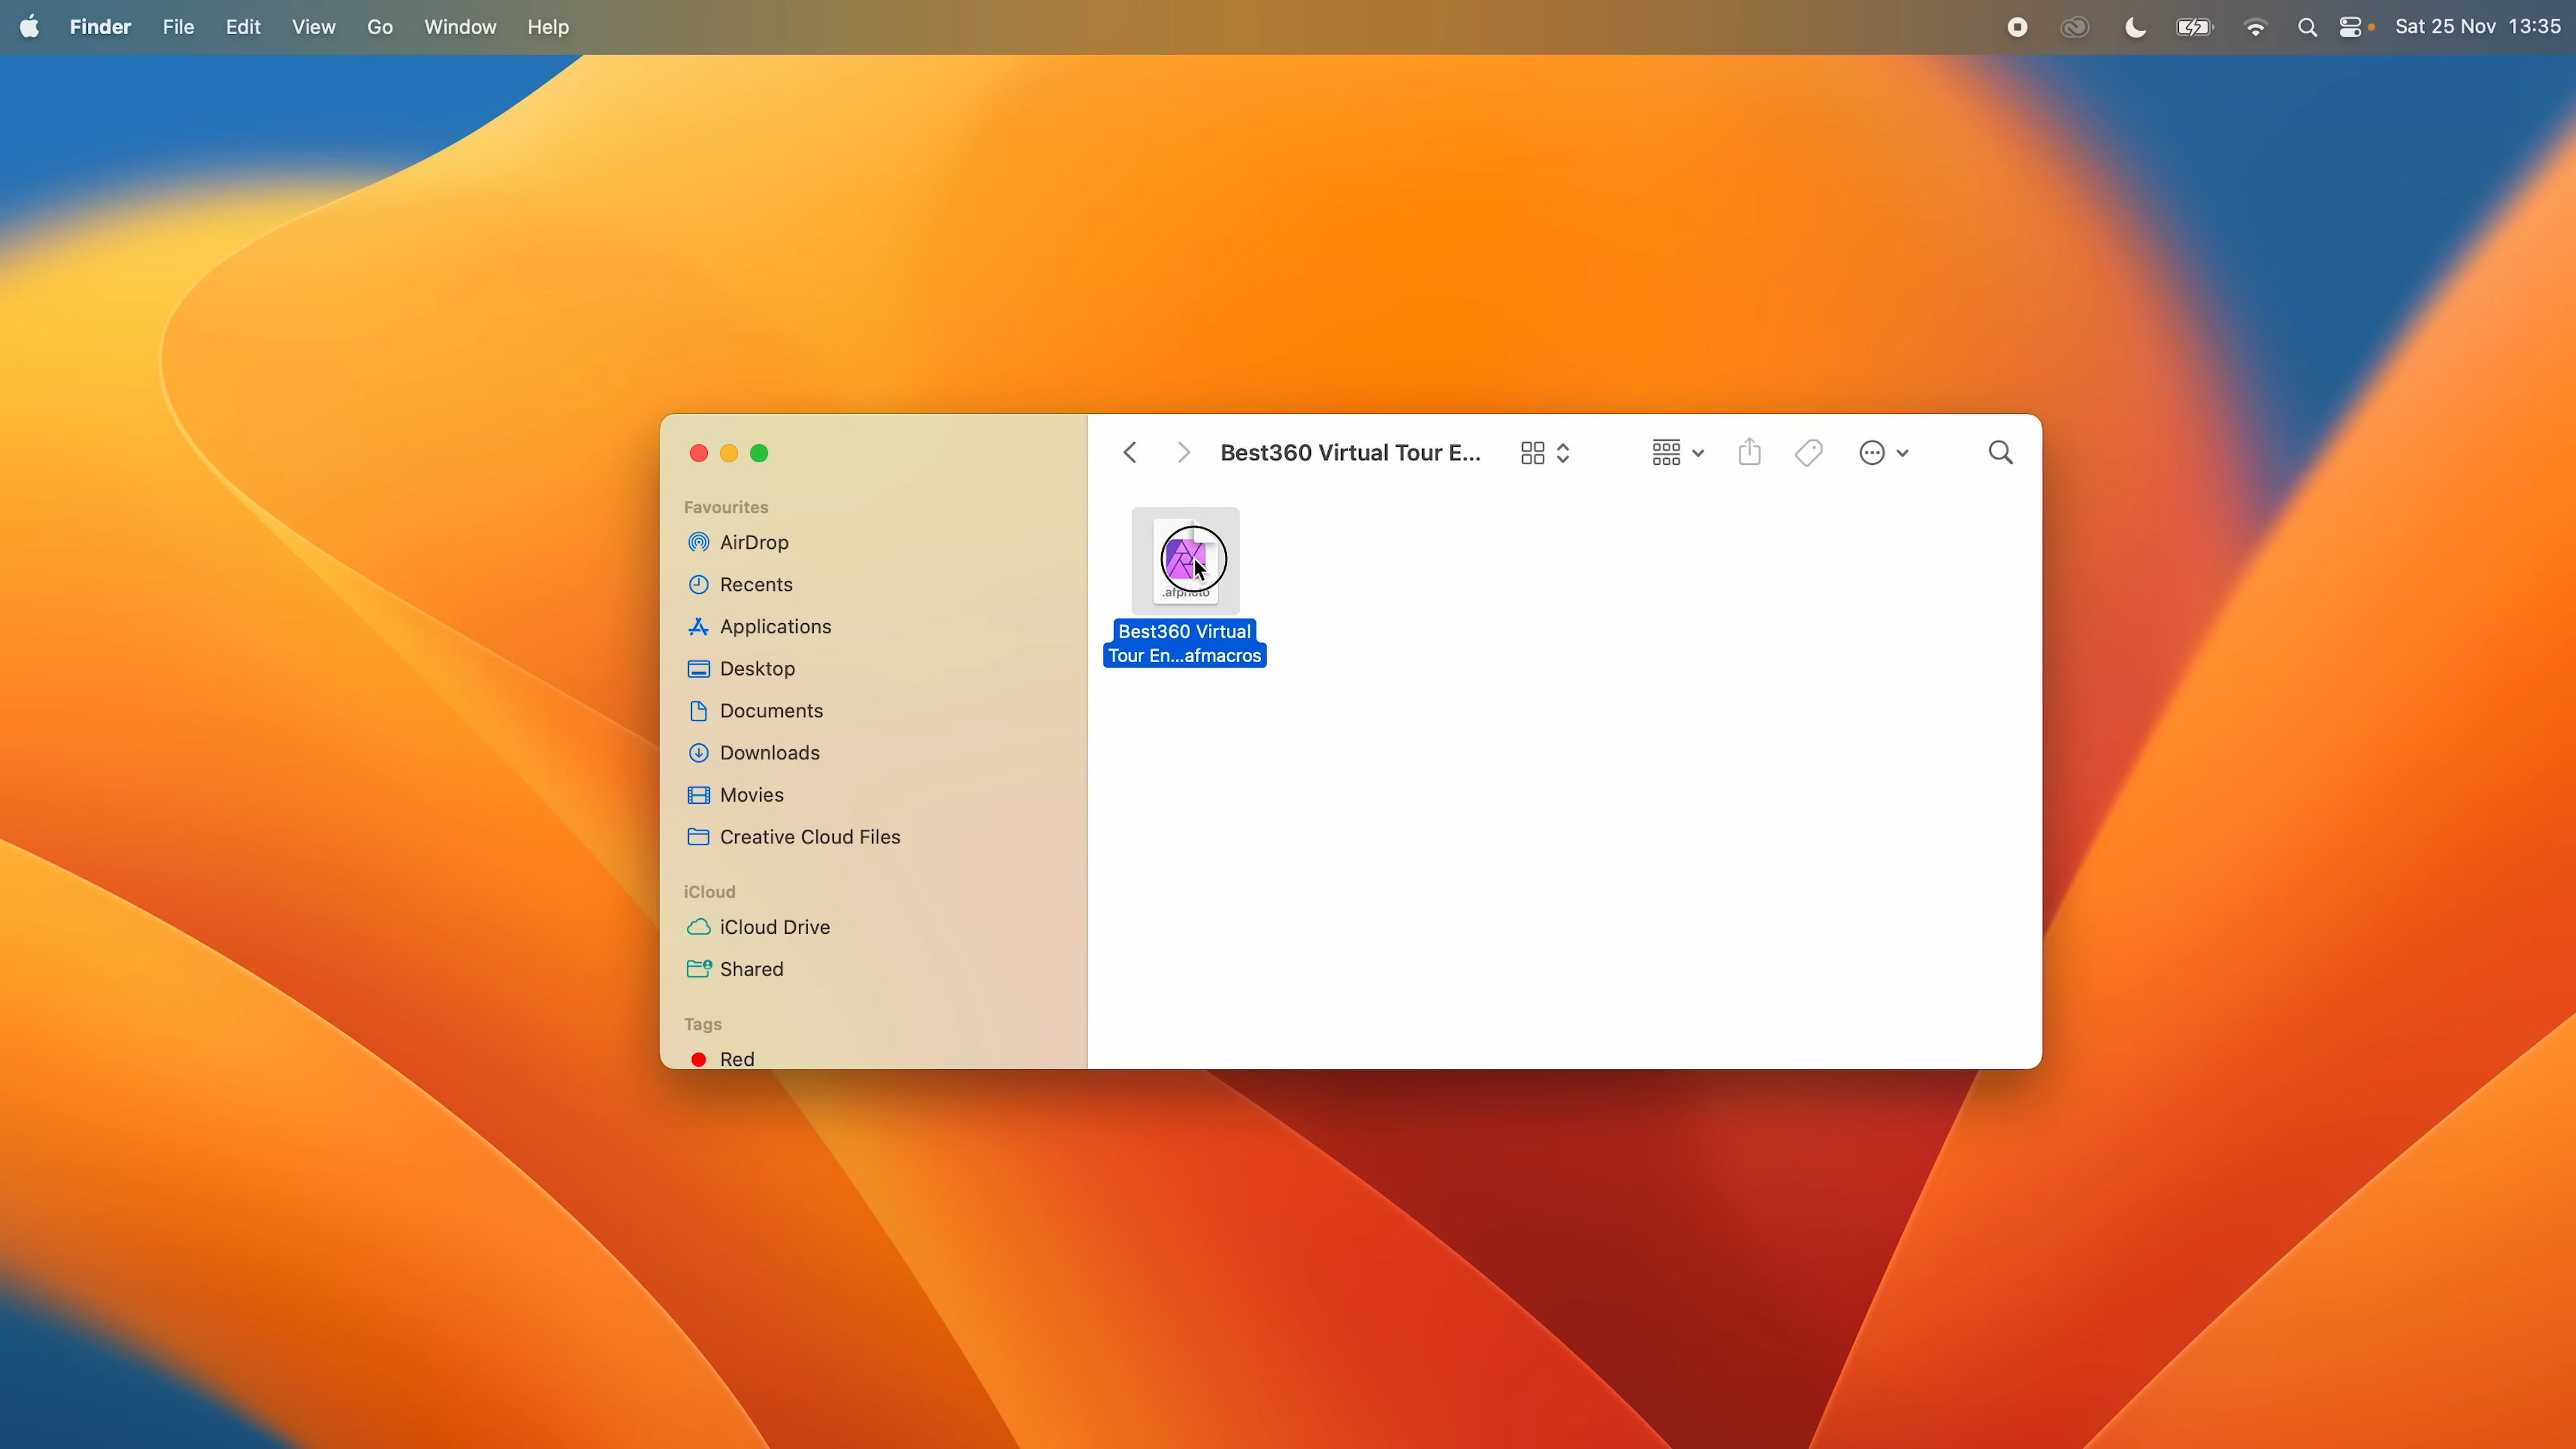 Finder File Edit View Go Window Help Sat 25 Nov 13:35
Best360 Virtual Tour E...
Favourites
AirDrop
Recents
Applications
Desktop
Documents
Downloads
Movies
Creative Cloud Files
iCloud
iCloud Drive
Shared
Tags
Red
.afphoto
Best360 Virtual
Tour En...afmacros